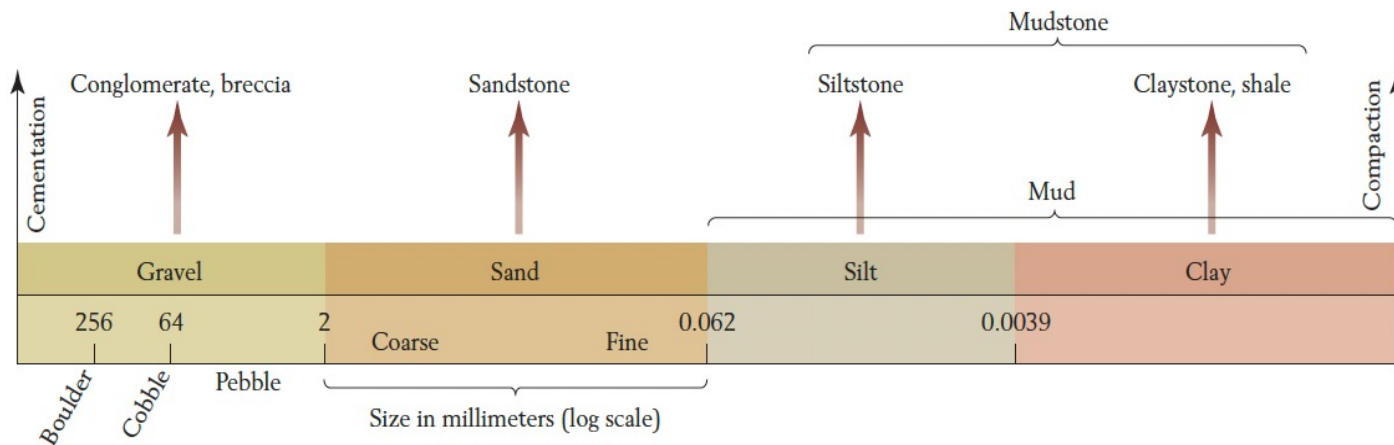 Mudstone
Conglomerate, breccia
Sandstone
Siltstone
Claystone, shale
Cementation
Compaction
Mud
Gravel
Sand
Silt
Clay
256
64
2
0.062
0.0039
Coarse
Fine
Boulder
Cobble
Pebble
Size in millimeters (log scale)